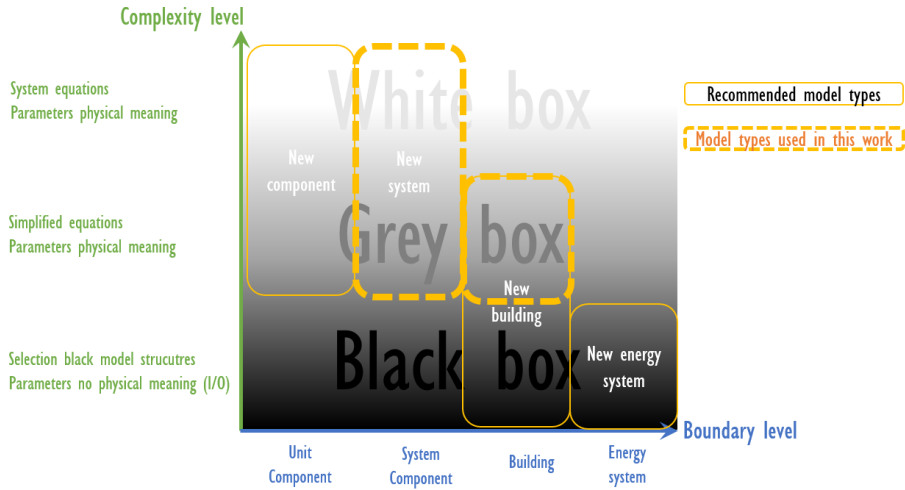 Complexity level
System equations
Parameters physical meaning
White box
Recommended model types
Model types used in this work
New
component
New
system
Simplified equations
Parameters physical meaning
Grey box
New
building
Selection black model strucutres
Parameters no physical meaning (I/O)
Black box
New energy
system
Boundary level
Unit
Component
System
Component
Building
Energy
system